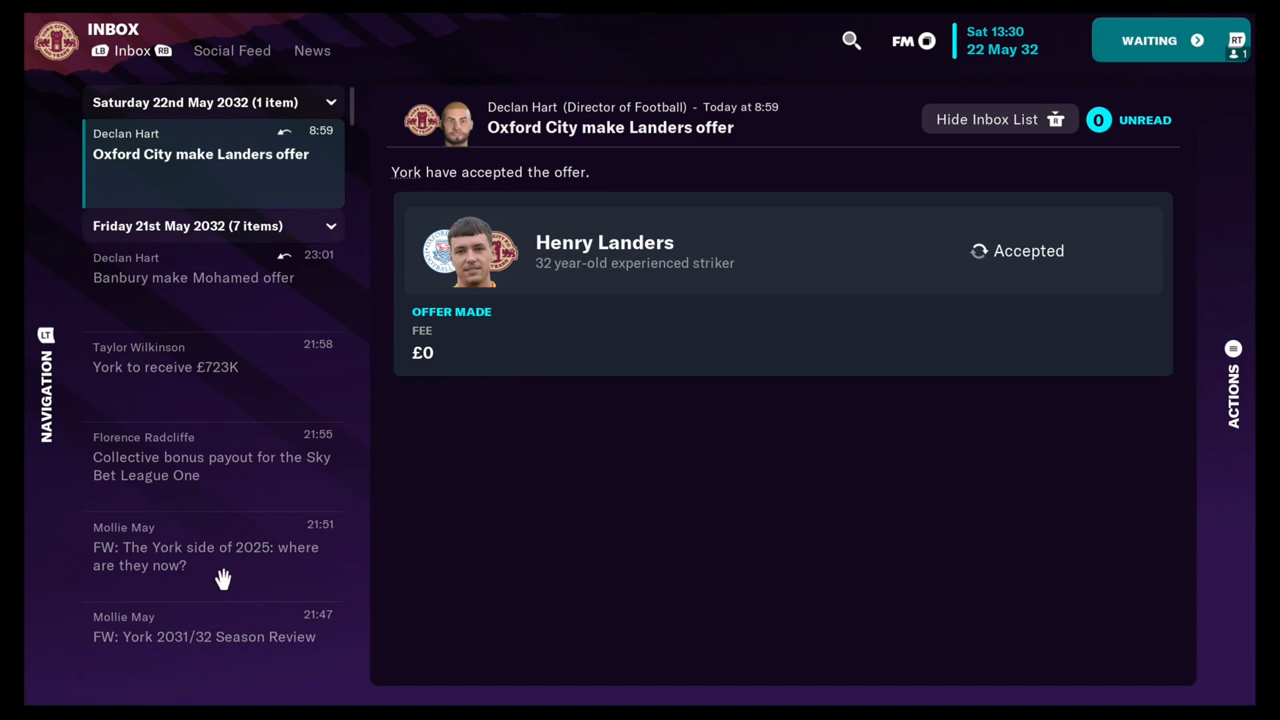 INBOX
LB Inbox RB Social Feed News
FM
Sat 13:30
22 May 32
WAITING
RT
1
Saturday 22nd May 2032 (1 item)
Declan Hart 8:59
Oxford City make Landers offer
Friday 21st May 2032 (7 items)
Declan Hart 23:01
Banbury make Mohamed offer
Taylor Wilkinson 21:58
York to receive £723K
Florence Radcliffe 21:55
Collective bonus payout for the Sky
Bet League One
Mollie May 21:51
FW: The York side of 2025: where
are they now?
Mollie May 21:47
FW: York 2031/32 Season Review
LT
NAVIGATION
Declan Hart (Director of Football) - Today at 8:59
Oxford City make Landers offer
Hide Inbox List R
0 UNREAD
York have accepted the offer.
Henry Landers
32 year-old experienced striker
Accepted
OFFER MADE
FEE
£0
ACTIONS